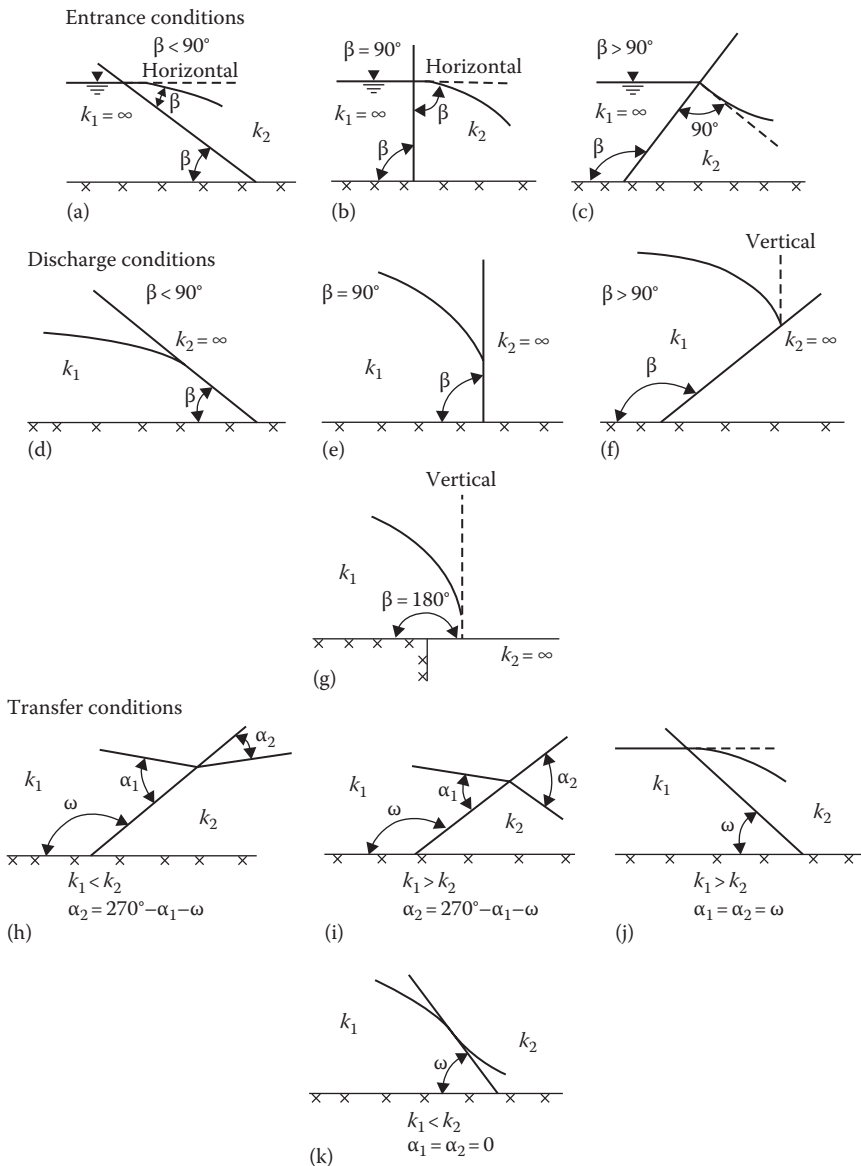 Entrance conditions
β < 90°
Horizontal
k₁ = ∞
β
k₂
β
(a)
β = 90°
Horizontal
k₁ = ∞
β
k₂
β
(b)
β > 90°
k₁ = ∞
90°
β
k₂
(c)
Discharge conditions
β < 90°
k₂ = ∞
k₁
β
(d)
β = 90°
k₂ = ∞
k₁
β
(e)
Vertical
β > 90°
k₁
k₂ = ∞
β
(f)
Vertical
k₁
β = 180°
k₂ = ∞
(g)
Transfer conditions
α₂
k₁
α₁
ω
k₂
k₁ < k₂
α₂ = 270°–α₁–ω
(h)
k₁
α₁
α₂
ω
k₂
k₁ > k₂
α₂ = 270°–α₁–ω
(i)
k₁
k₂
ω
k₁ > k₂
α₁ = α₂ = ω
(j)
k₁
k₂
ω
k₁ < k₂
α₁ = α₂ = 0
(k)